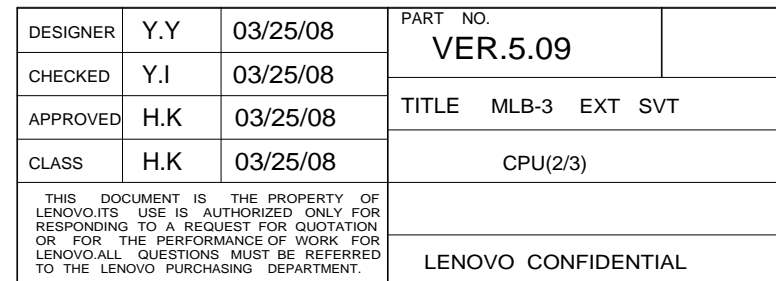 DESIGNER Y.Y 03/25/08
CHECKED Y.I 03/25/08
APPROVED H.K 03/25/08
CLASS H.K 03/25/08
THIS DOCUMENT IS THE PROPERTY OF
LENOVO.ITS USE IS AUTHORIZED ONLY FOR
RESPONDING TO A REQUEST FOR QUOTATION
OR FOR THE PERFORMANCE OF WORK FOR
LENOVO.ALL QUESTIONS MUST BE REFERRED
TO THE LENOVO PURCHASING DEPARTMENT.
PART NO.
VER.5.09
TITLE MLB-3 EXT SVT
CPU(2/3)
LENOVO CONFIDENTIAL